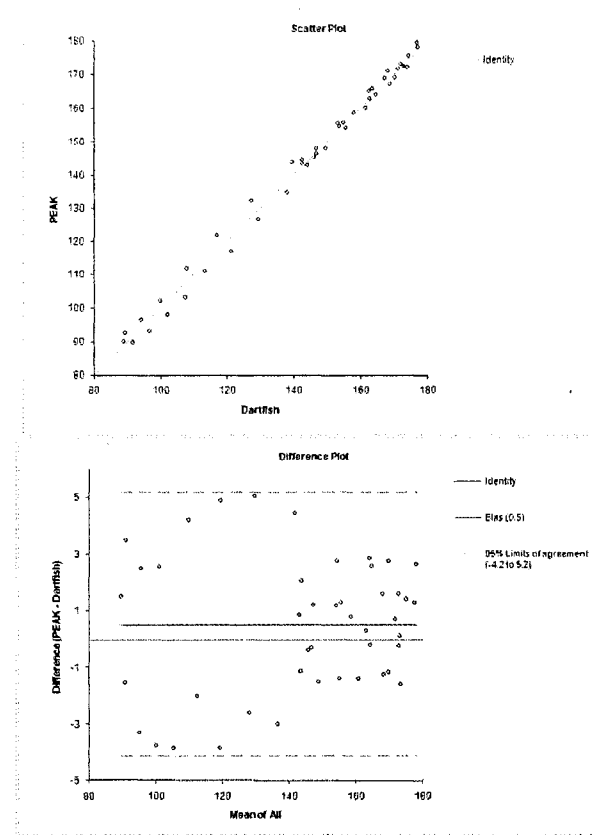 Scatter Plot
Identity
PEAK
180
170
160
150
140
130
120
110
100
90
80
80 100 120 140 160 180
Dartfish
Difference Plot
Identity
Bias (0.5)
95% Limits of agreement
(-4.2 to 5.2)
Difference (PEAK - Dartfish)
5
3
1
-1
-3
-5
80 100 120 140 160 180
Mean of All